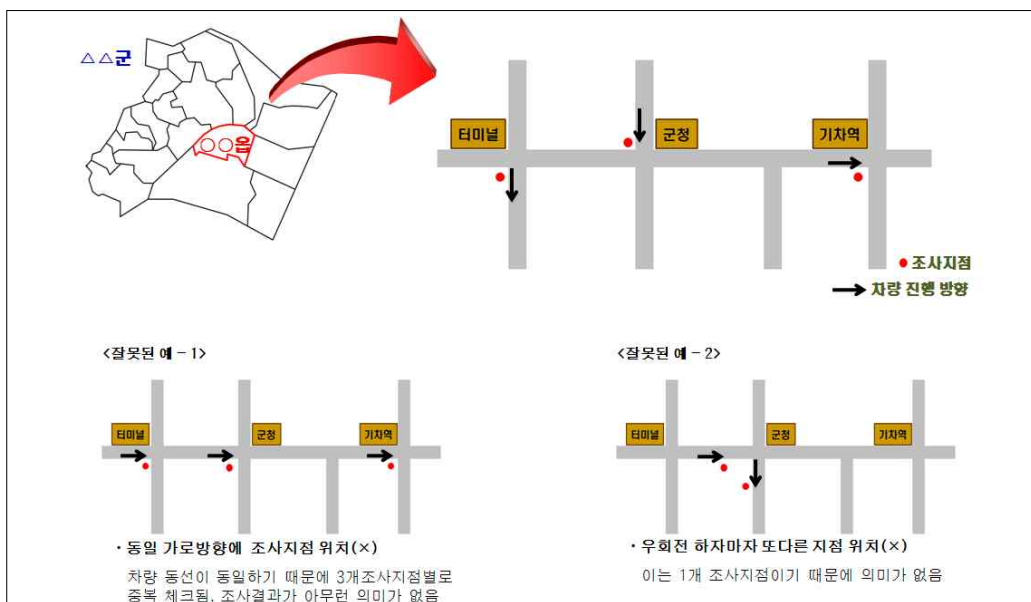 △△군
○○읍
터미널
군청
기차역
조사지점
차량 진행 방향
<잘못된 예 - 1>
터미널
군청
기차역
· 동일 가로방향에 조사지점 위치(×)
차량 동선이 동일하기 때문에 3개조사지점별로
중복 체크됨, 조사결과가 아무런 의미가 없음
<잘못된 예 - 2>
터미널
군청
기차역
· 우회전 하자마자 또다른 지점 위치(×)
이는 1개 조사지점이기 때문에 의미가 없음